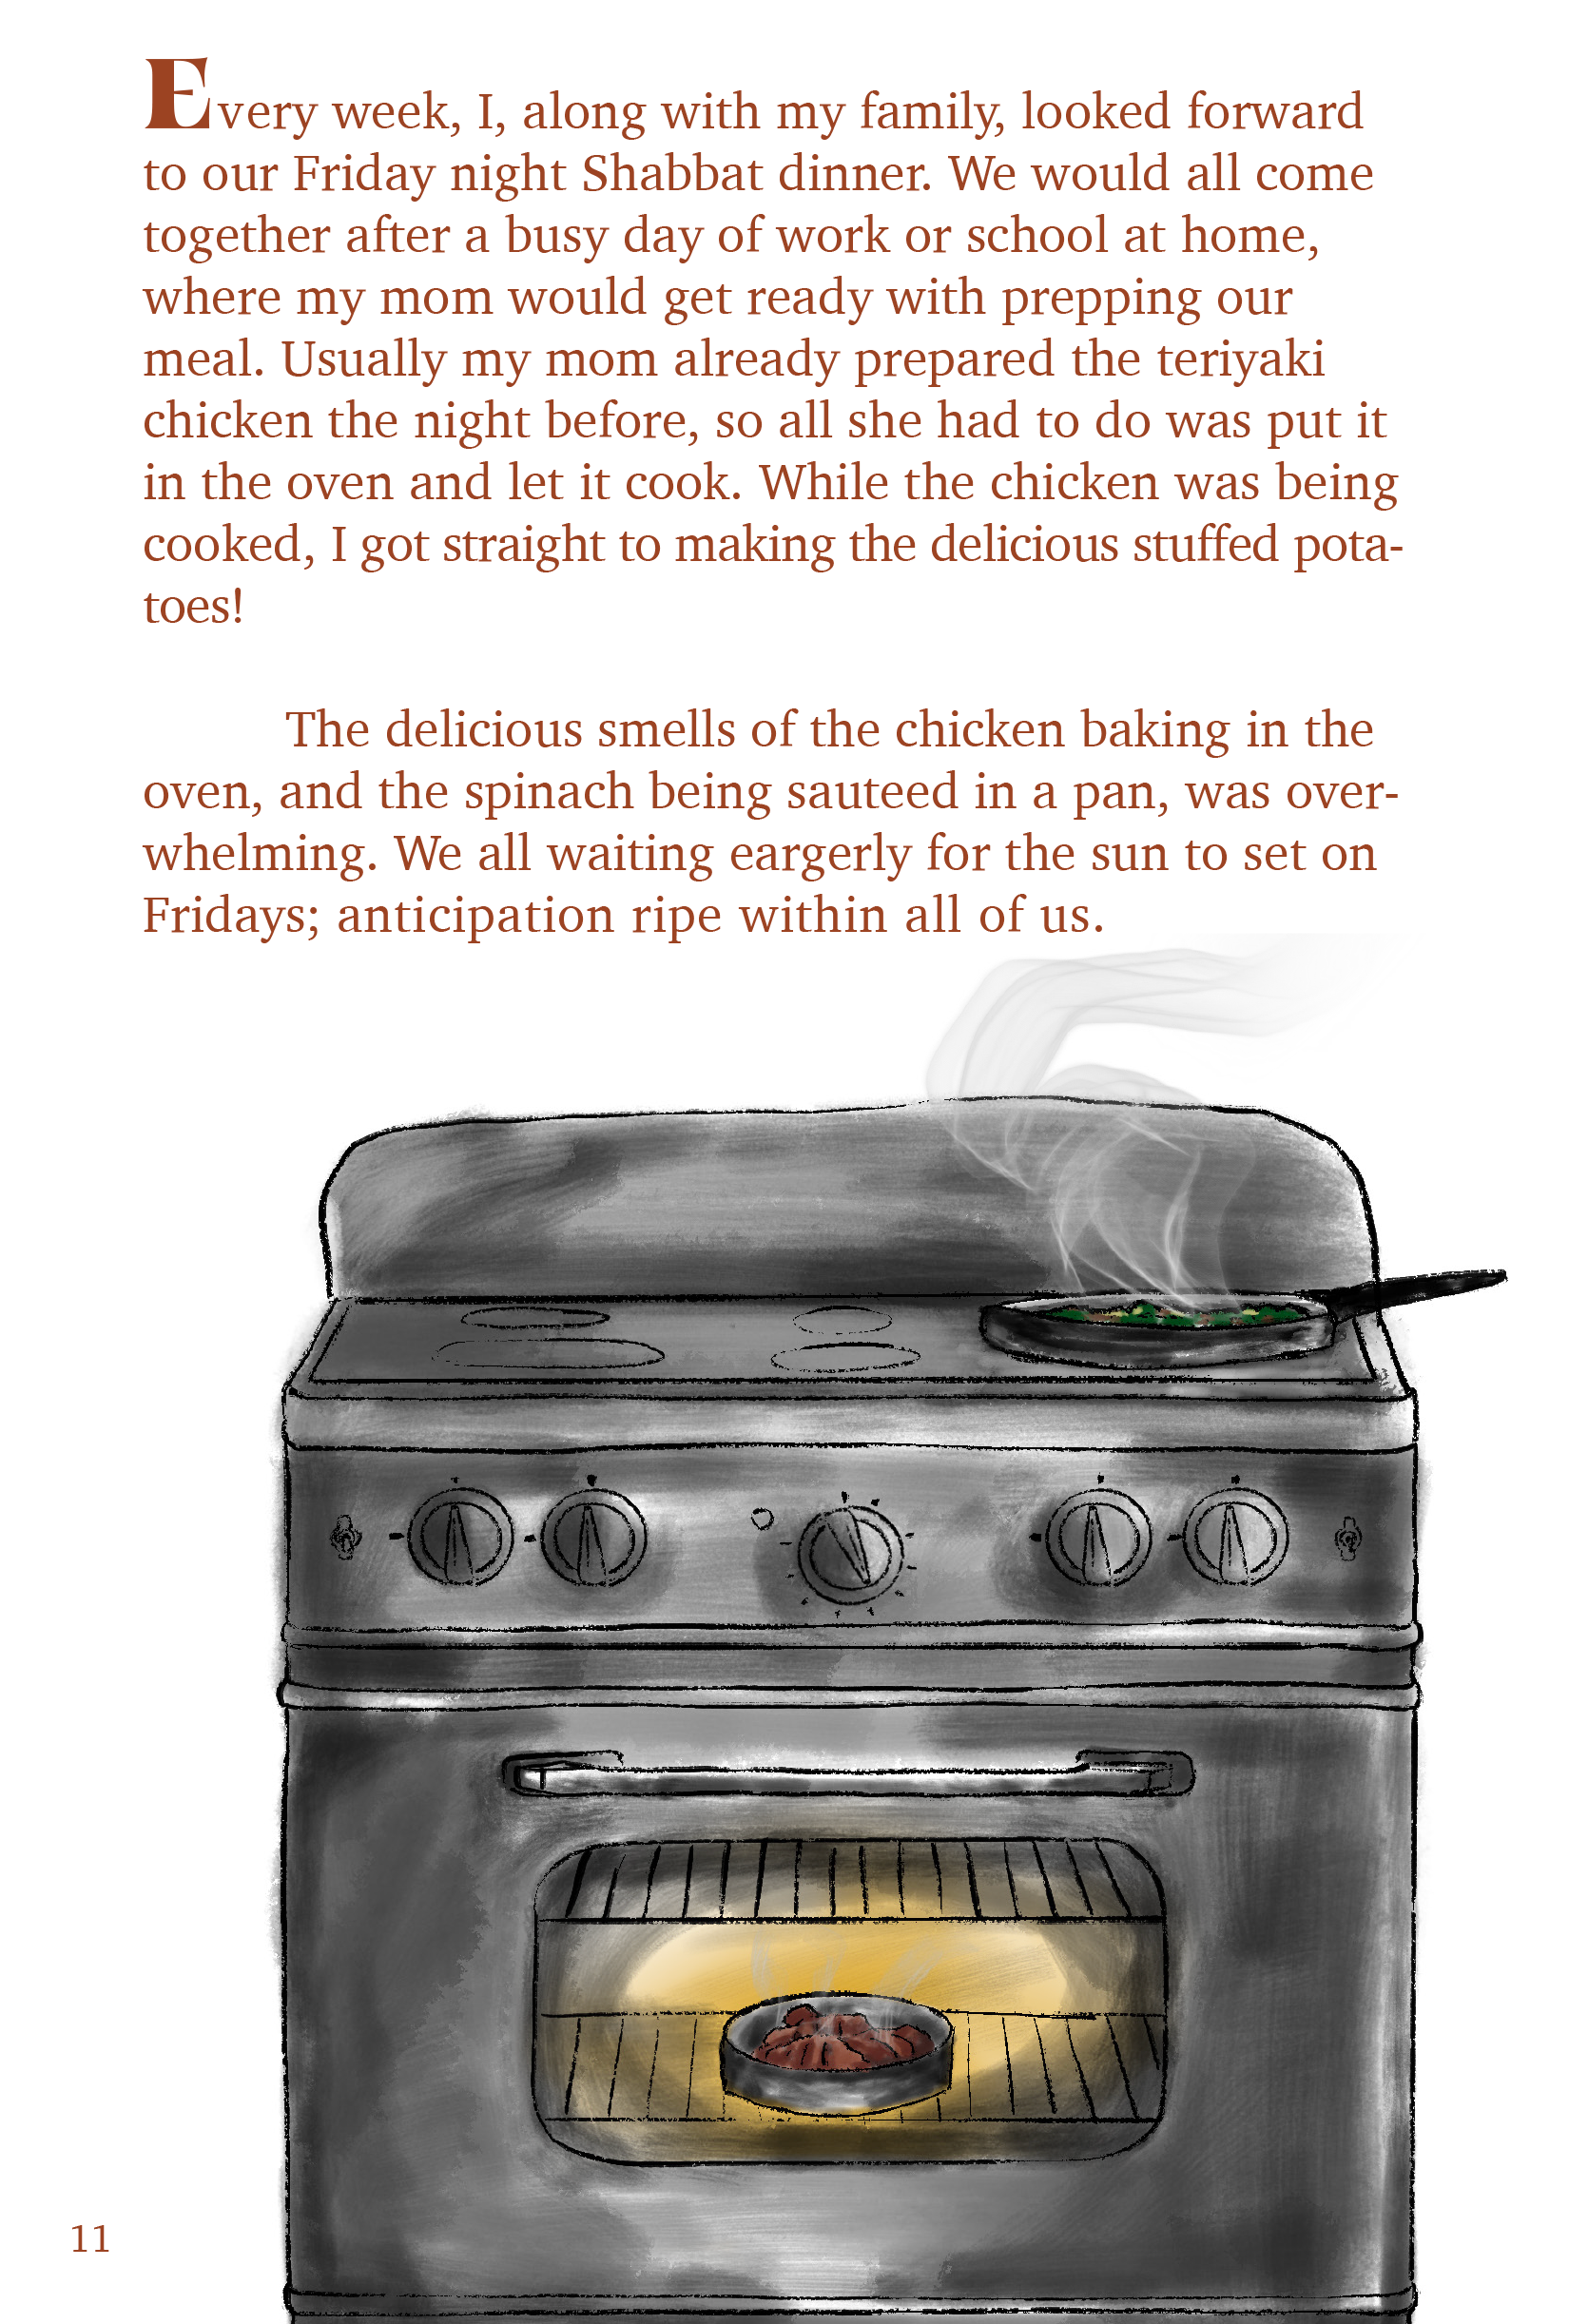 Every week, I, along with my family, looked forward
to our Friday night Shabbat dinner. We would all come
together after a busy day of work or school at home,
where my mom would get ready with prepping our
meal. Usually my mom already prepared the teriyaki
chicken the night before, so all she had to do was put it
in the oven and let it cook. While the chicken was being
cooked, I got straight to making the delicious stuffed pota-
toes!
The delicious smells of the chicken baking in the
oven, and the spinach being sauteed in a pan, was over-
whelming. We all waiting eargerly for the sun to set on
Fridays; anticipation ripe within all of us.
11